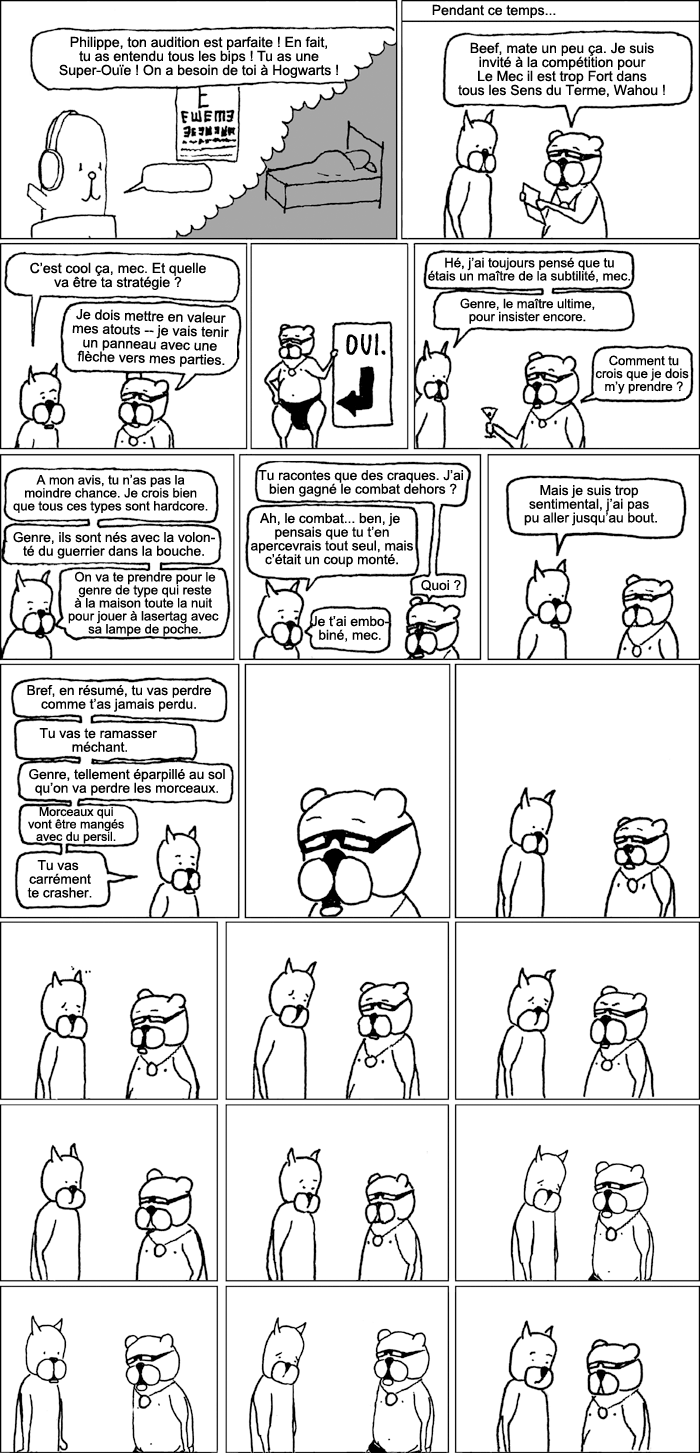 Philippe, ton audition est parfaite ! En fait,
tu as entendu tous les bips ! Tu as une
Super-Ouïe ! On a besoin de toi à Hogwarts !
E
Pendant ce temps...
Beef, mate un peu ça. Je suis
invité à la compétition pour
Le Mec il est trop Fort dans
tous les Sens du Terme, Wahou !
C'est cool ça, mec. Et quelle
va être ta stratégie ?
Je dois mettre en valeur
mes atouts -- je vais tenir
un panneau avec une
flèche vers mes parties.
OUI.
Hé, j'ai toujours pensé que tu
étais un maître de la subtilité, mec.
Genre, le maître ultime,
pour insister encore.
Comment tu
crois que je dois
m'y prendre ?
A mon avis, tu n'as pas la
moindre chance. Je crois bien
que tous ces types sont hardcore.
Genre, ils sont nés avec la volon-
té du guerrier dans la bouche.
On va te prendre pour le
genre de type qui reste
à la maison toute la nuit
pour jouer à lasertag avec
sa lampe de poche.
Tu racontes que des craques. J'ai
bien gagné le combat dehors ?
Ah, le combat... ben, je
pensais que tu t'en
apercevrais tout seul, mais
c'était un coup monté.
Quoi ?
Je t'ai embo-
biné, mec.
Mais je suis trop
sentimental, j'ai pas
pu aller jusqu'au bout.
Bref, en résumé, tu vas perdre
comme t'as jamais perdu.
Tu vas te ramasser
méchant.
Genre, tellement éparpillé au sol
qu'on va perdre les morceaux.
Morceaux qui
vont être mangés
avec du persil.
Tu vas
carrément
te crasher.